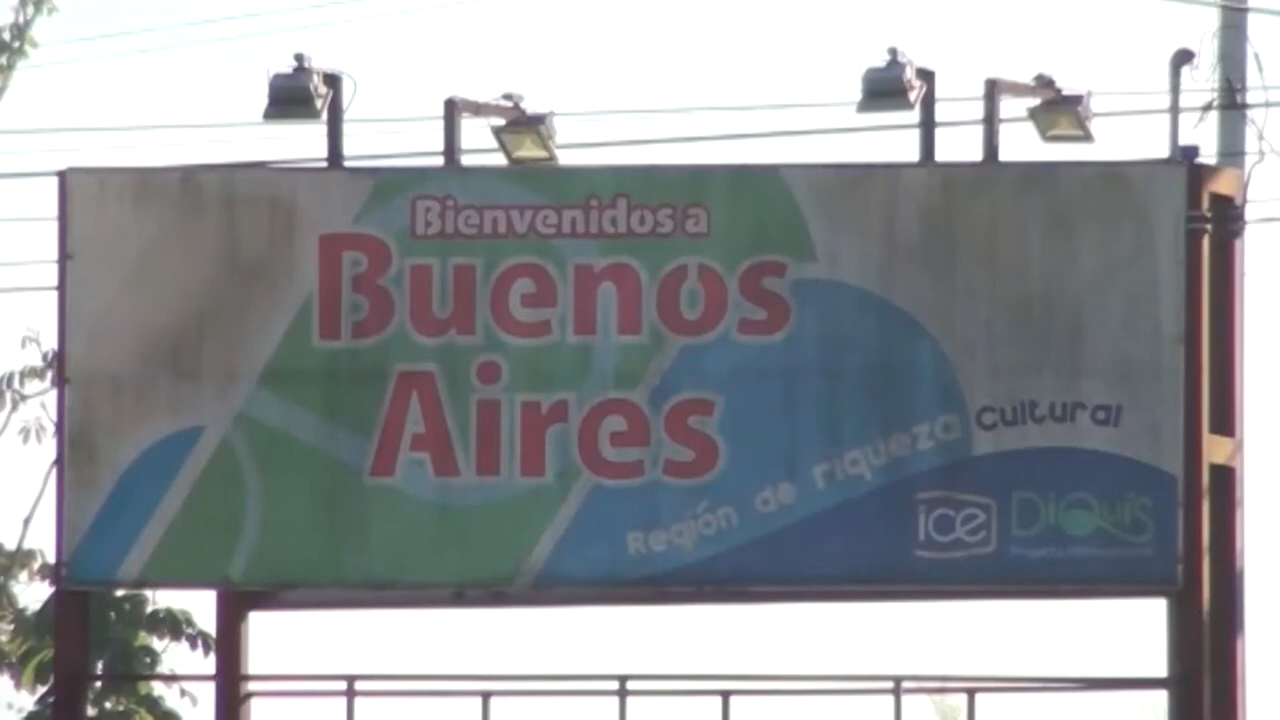 Bienvenidos a
Buenos
Aires
Región de riqueza cultural
ice DiQuís